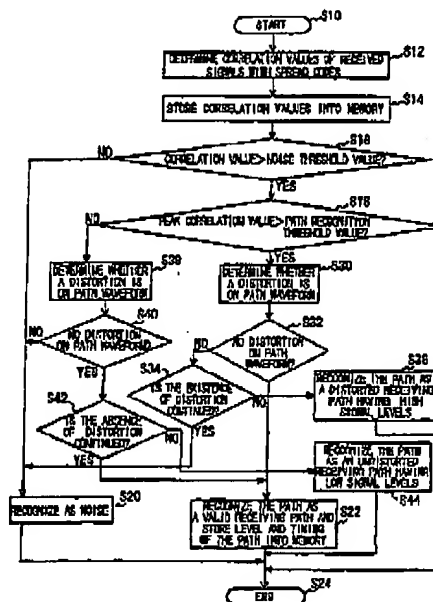 START
S10
DETERMINE CORRELATION VALUES OF RECEIVED
SIGNALS WITH SPREAD CODES
S12
STORE CORRELATION VALUES INTO MEMORY
S14
S16
NO
CORRELATION VALUE>NOISE THRESHOLD VALUE?
YES
S18
NO
PEAK CORRELATION VALUE>PATH RECOGNITION
THRESHOLD VALUE?
YES
S38
DETERMINE WHETHER
A DISTORTION IS
ON PATH WAVEFORM
S30
DETERMINE WHETHER
A DISTORTION IS
ON PATH WAVEFORM
S40
NO
NO DISTORTION
ON PATH WAVEFORM?
YES
S32
NO
NO DISTORTION
ON PATH WAVEFORM?
YES
S34
IS THE EXISTENCE
OF DISTORTION
CONTINUED?
NO
YES
S36
RECOGNIZE THE PATH AS
A DISTORTED RECEIVING
PATH HAVING HIGH
SIGNAL LEVELS
S42
IS THE ABSENCE
OF DISTORTION
CONTINUED?
NO
YES
RECOGNIZE THE PATH
AS AN UNDISTORTED
RECEIVING PATH HAVING
LOW SIGNAL LEVELS
S44
S20
RECOGNIZE AS NOISE
RECOGNIZE THE PATH AS
A VALID RECEIVING PATH AND
STORE LEVEL AND TIMING
OF THE PATH INTO MEMORY
S22
S24
END